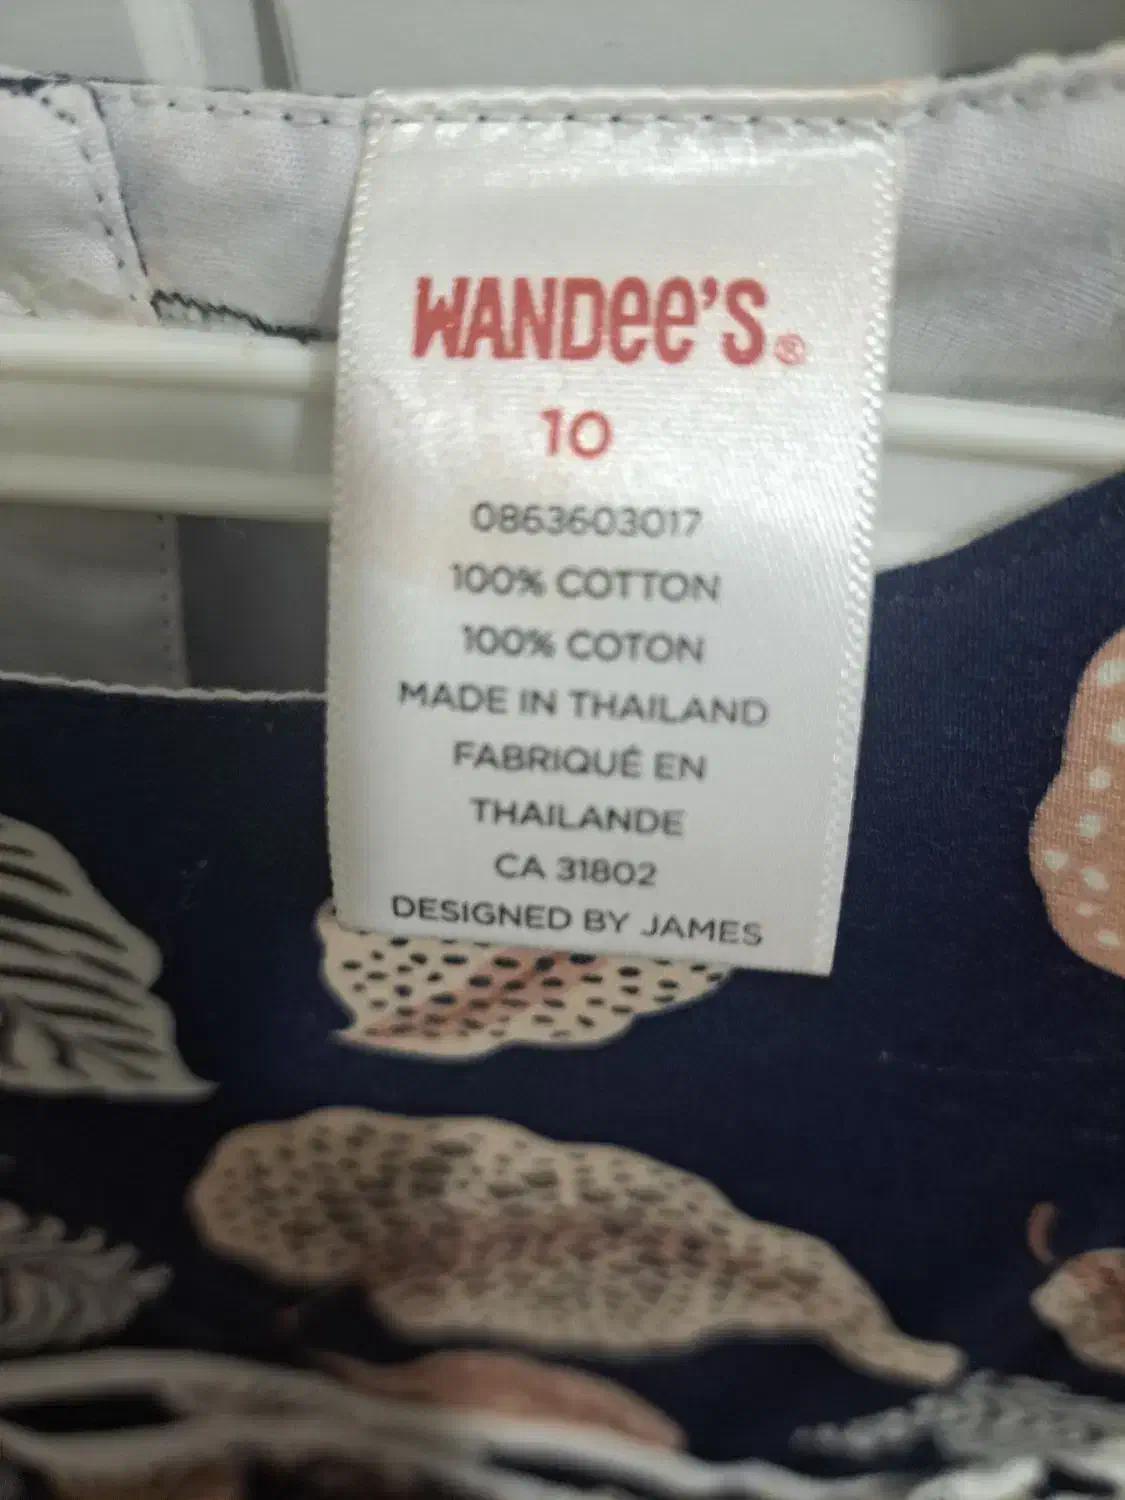 WANDee'S®
10
0863603017
100% COTTON
100% COTON
MADE IN THAILAND
FABRIQUÉ EN
THAILANDE
CA 31802
DESIGNED BY JAMES